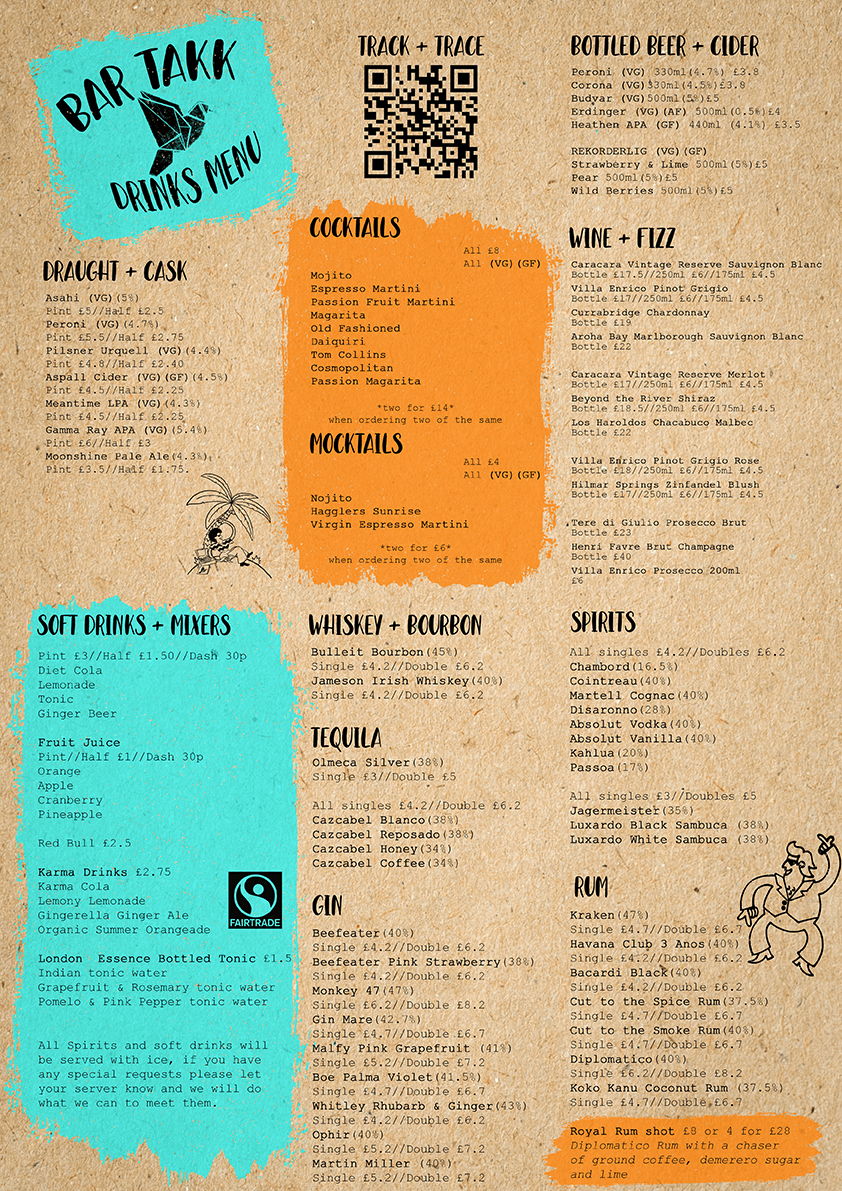 BAR TAKK
DRINKS MENU
TRACK + TRACE
BOTTLED BEER + CIDER
Peroni (VG) 330ml(4.7%) £3.8
Corona (VG)330ml(4.5%)£3.8
Budvar (VG)500ml(5%)£5
Erdinger (VG)(AF) 500ml(0.5%)£4
Heathen APA (GF) 440ml (4.1%) £3.5
REKORDERLIG (VG)(GF)
Strawberry & Lime 500ml(5%)£5
Pear 500ml(5%)£5
Wild Berries 500ml(5%)£5
DRAUGHT + CASK
Asahi (VG)(5%)
Pint £5//Half £2.5
Peroni (VG)(4.7%)
Pint £5.5//Half £2.75
Pilsner Urquell (VG)(4.4%)
Pint £4.8//Half £2.40
Aspall Cider (VG)(GF)(4.5%)
Pint £4.5//Half £2.25
Meantime LPA (VG)(4.3%)
Pint £4.5//Half £2.25
Gamma Ray APA (VG)(5.4%)
Pint £6//Half £3
Moonshine Pale Ale(4.3%)
Pint £3.5//Half £1.75.
COCKTAILS
All £8
All (VG)(GF)
Mojito
Espresso Martini
Passion Fruit Martini
Magarita
Old Fashioned
Daiquiri
Tom Collins
Cosmopolitan
Passion Magarita
*two for £14*
when ordering two of the same
MOCKTAILS
All £4
All (VG)(GF)
Nojito
Hagglers Sunrise
Virgin Espresso Martini
*two for £6*
when ordering two of the same
WINE + FIZZ
Caracara Vintage Reserve Sauvignon Blanc
Bottle £17.5//250ml £6//175ml £4.5
Villa Enrico Pinot Grigio
Bottle £17//250ml £6//175ml £4.5
Currabridge Chardonnay
Bottle £19
Aroha Bay Marlborough Sauvignon Blanc
Bottle £22
Caracara Vintage Reserve Merlot
Bottle £17//250ml £6//175ml £4.5
Beyond the River Shiraz
Bottle £18.5//250ml £6//175ml £4.5
Los Haroldos Chacabuco Malbec
Bottle £22
Villa Enrico Pinot Grigio Rose
Bottle £18//250ml £6//175ml £4.5
Hilmar Springs Zinfandel Blush
Bottle £17//250ml £6//175ml £4.5
Tere di Giulio Prosecco Brut
Bottle £23
Henri Favre Brut Champagne
Bottle £40
Villa Enrico Prosecco 200ml
£6
SOFT DRINKS + MIXERS
Pint £3//Half £1.50//Dash 30p
Diet Cola
Lemonade
Tonic
Ginger Beer
Fruit Juice
Pint//Half £1//Dash 30p
Orange
Apple
Cranberry
Pineapple
Red Bull £2.5
Karma Drinks £2.75
Karma Cola
Lemony Lemonade
Gingerella Ginger Ale
Organic Summer Orangeade
FAIRTRADE
London Essence Bottled Tonic £1.5
Indian tonic water
Grapefruit & Rosemary tonic water
Pomelo & Pink Pepper tonic water
All Spirits and soft drinks will
be served with ice, if you have
any special requests please let
your server know and we will do
what we can to meet them.
WHISKEY + BOURBON
Bulleit Bourbon(45%)
Single £4.2//Double £6.2
Jameson Irish Whiskey(40%)
Single £4.2//Double £6.2
TEQUILA
Olmeca Silver(38%)
Single £3//Double £5
All singles £4.2//Double £6.2
Cazcabel Blanco(38%)
Cazcabel Reposado(38%)
Cazcabel Honey(34%)
Cazcabel Coffee(34%)
GIN
Beefeater(40%)
Single £4.2//Double £6.2
Beefeater Pink Strawberry(38%)
Single £4.2//Double £6.2
Monkey 47(47%)
Single £6.2//Double £8.2
Gin Mare(42.7%)
Single £4.7//Double £6.7
Malfy Pink Grapefruit (41%)
Single £5.2//Double £7.2
Boe Palma Violet(41.5%)
Single £4.7//Double £6.7
Whitley Rhubarb & Ginger(43%)
Single £4.2//Double £6.2
Ophir(40%)
Single £5.2//Double £7.2
Martin Miller (40%)
Single £5.2//Double £7.2
SPIRITS
All singles £4.2//Doubles £6.2
Chambord(16.5%)
Cointreau(40%)
Martell Cognac(40%)
Disaronno(28%)
Absolut Vodka(40%)
Absolut Vanilla(40%)
Kahlua(20%)
Passoa(17%)
All singles £3//Doubles £5
Jagermeister(35%)
Luxardo Black Sambuca (38%)
Luxardo White Sambuca (38%)
RUM
Kraken(47%)
Single £4.7//Double £6.7
Havana Club 3 Anos(40%)
Single £4.2//Double £6.2
Bacardi Black(40%)
Single £4.2//Double £6.2
Cut to the Spice Rum(37.5%)
Single £4.7//Double £6.7
Cut to the Smoke Rum(40%)
Single £4.7//Double £6.7
Diplomatico(40%)
Single £6.2//Double £8.2
Koko Kanu Coconut Rum (37.5%)
Single £4.7//Double £6.7
Royal Rum shot £8 or 4 for £28
Diplomatico Rum with a chaser
of ground coffee, demerero sugar
and lime